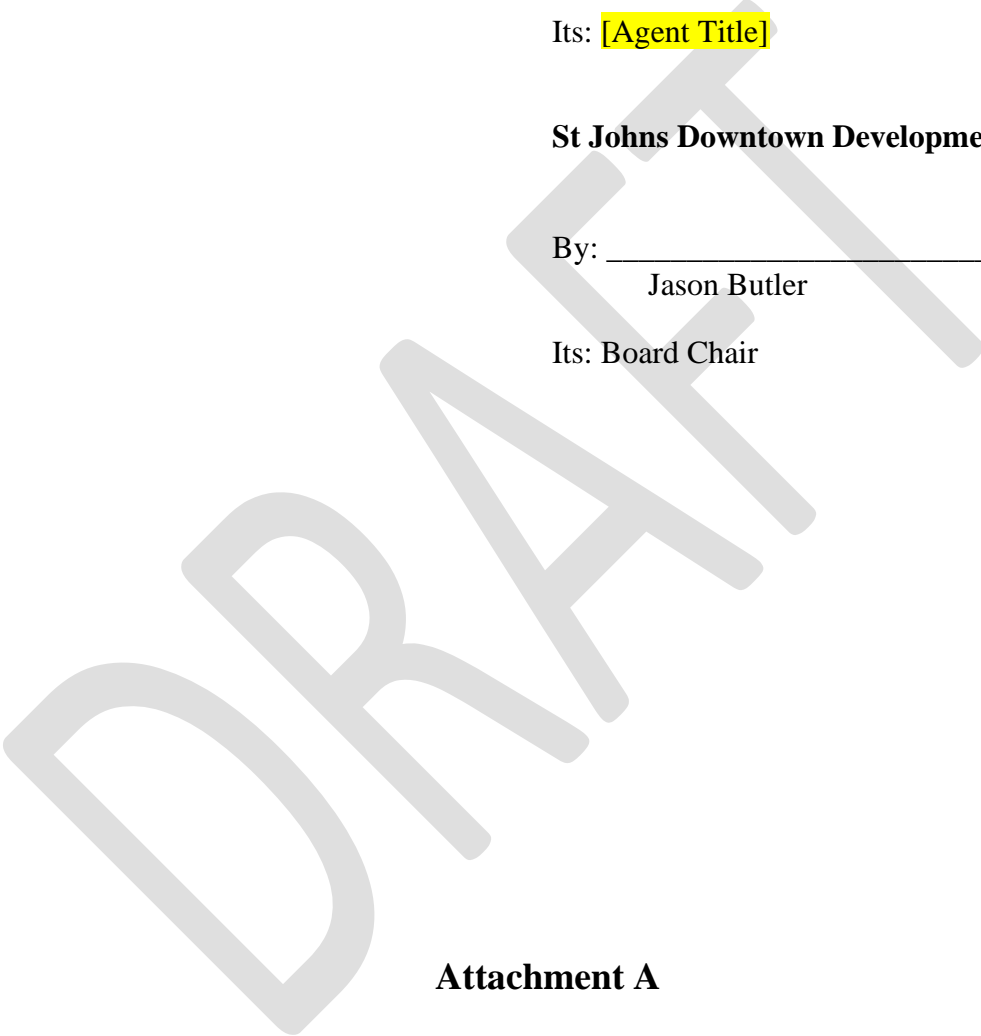 Its: [Agent Title]
St Johns Downtown Developme
By: ________________________
Jason Butler
Its: Board Chair
DRAFT
Attachment A